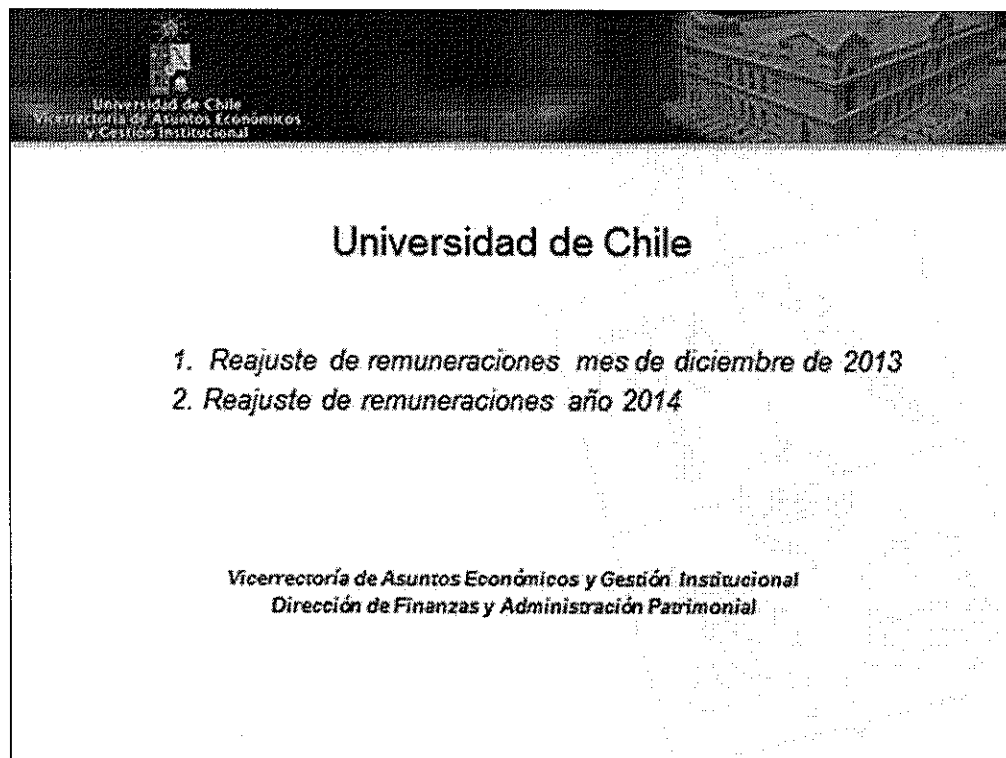 Universidad de Chile
Vicerrectoría de Asuntos Económicos
y Gestión Institucional
Universidad de Chile
1. Reajuste de remuneraciones mes de diciembre de 2013
2. Reajuste de remuneraciones año 2014
Vicerrectoría de Asuntos Económicos y Gestión Institucional
Dirección de Finanzas y Administración Patrimonial